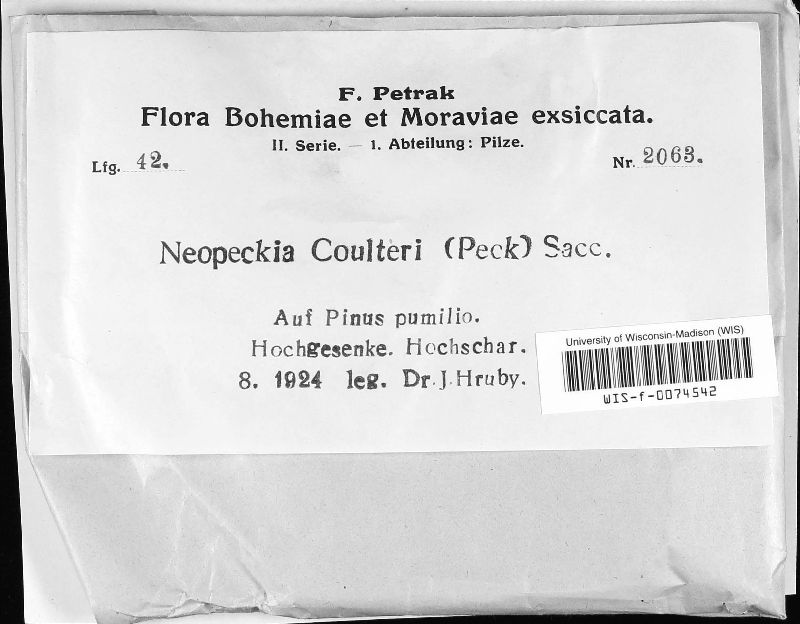 F. Petrak
Flora Bohemiae et Moraviae exsiccata.
II. Serie. — 1. Abteilung: Pilze.
Lfg. 42.
Nr. 2063.
Neopeckia Coulteri (Peck) Sacc.
Auf Pinus pumilio.
Hochgesenke. Hochschar.
8. 1924 leg. Dr. J. Hruby.
University of Wisconsin-Madison (WIS)
WIS-f-0074542